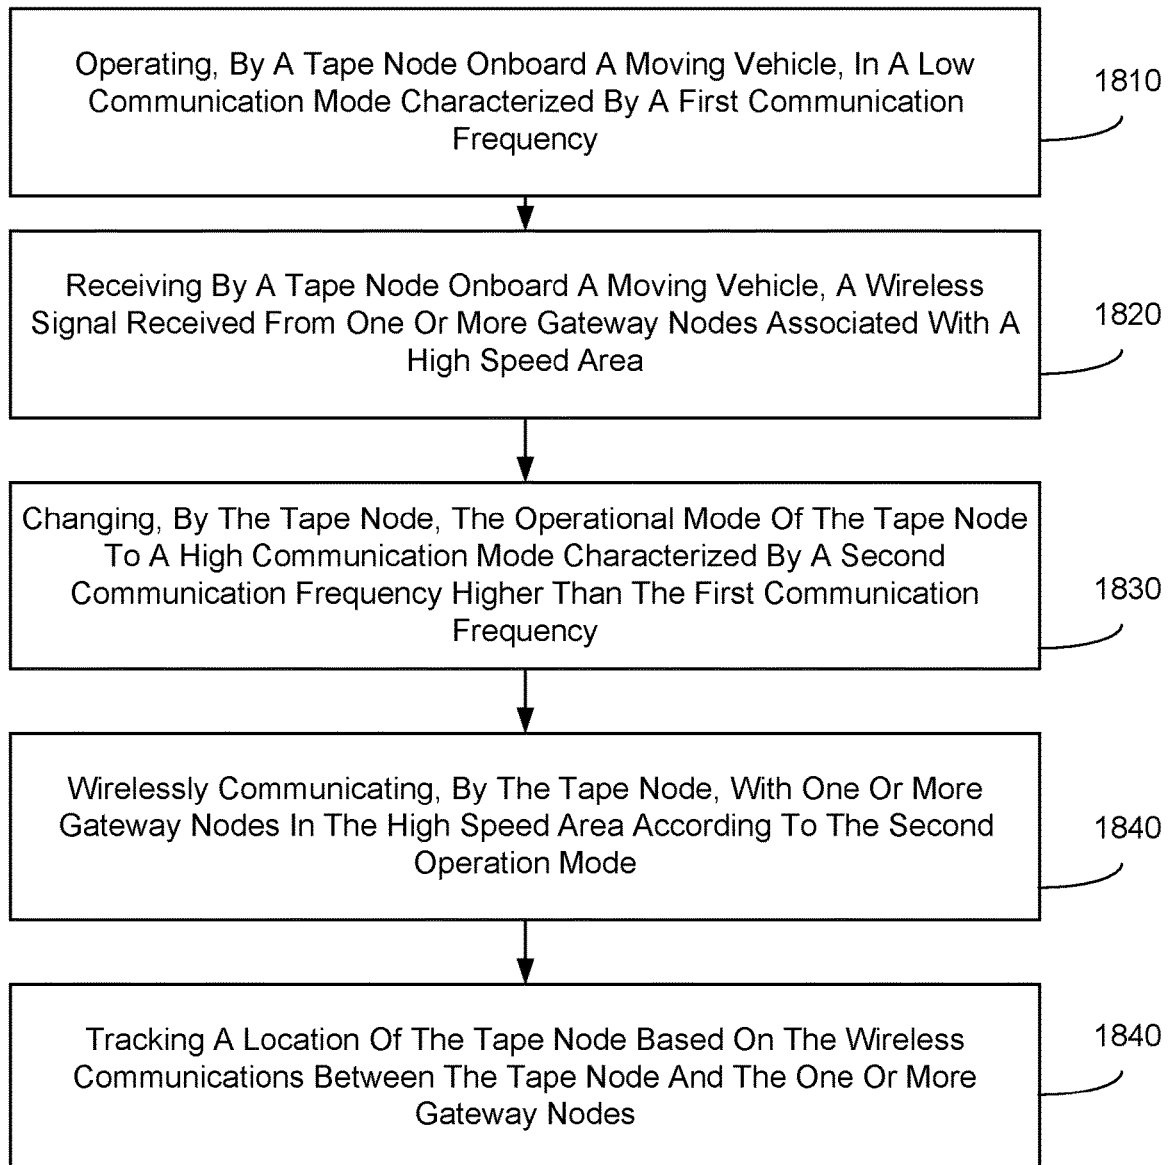 Operating, By A Tape Node Onboard A Moving Vehicle, In A Low
Communication Mode Characterized By A First Communication
Frequency
1810
Receiving By A Tape Node Onboard A Moving Vehicle, A Wireless
Signal Received From One Or More Gateway Nodes Associated With A
High Speed Area
1820
Changing, By The Tape Node, The Operational Mode Of The Tape Node
To A High Communication Mode Characterized By A Second
Communication Frequency Higher Than The First Communication
Frequency
1830
Wirelessly Communicating, By The Tape Node, With One Or More
Gateway Nodes In The High Speed Area According To The Second
Operation Mode
1840
Tracking A Location Of The Tape Node Based On The Wireless
Communications Between The Tape Node And The One Or More
Gateway Nodes
1840